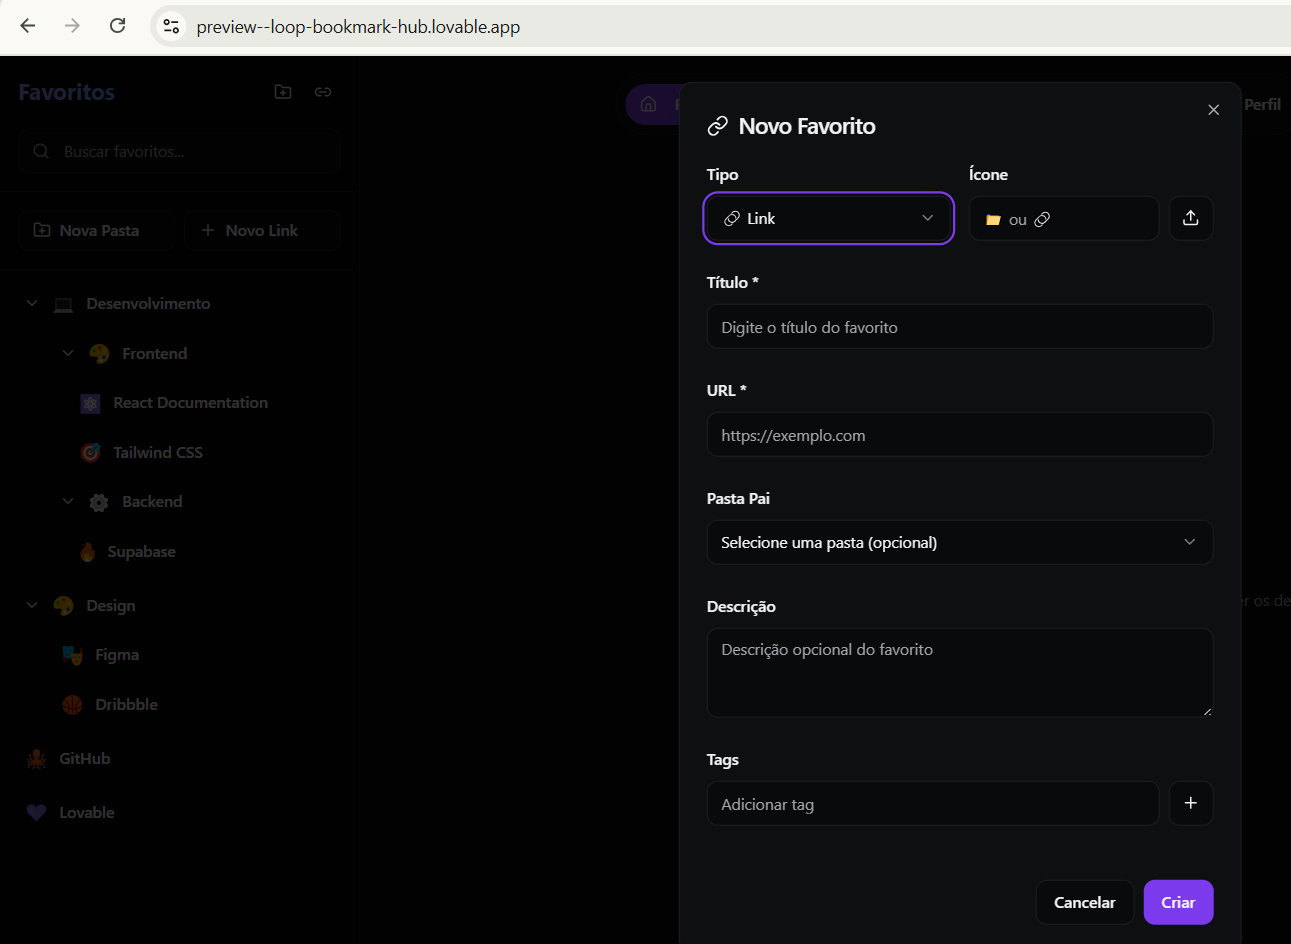 preview--loop-bookmark-hub.lovable.app
Favoritos
Buscar favoritos...
Nova Pasta
Novo Link
Desenvolvimento
Frontend
React Documentation
Tailwind CSS
Backend
Supabase
Design
Figma
Dribbble
GitHub
Lovable
Perfil
Novo Favorito
Tipo
Ícone
Link
ou
Título *
Digite o título do favorito
URL *
https://exemplo.com
Pasta Pai
Selecione uma pasta (opcional)
Descrição
Descrição opcional do favorito
os de
Tags
Adicionar tag
Cancelar
Criar